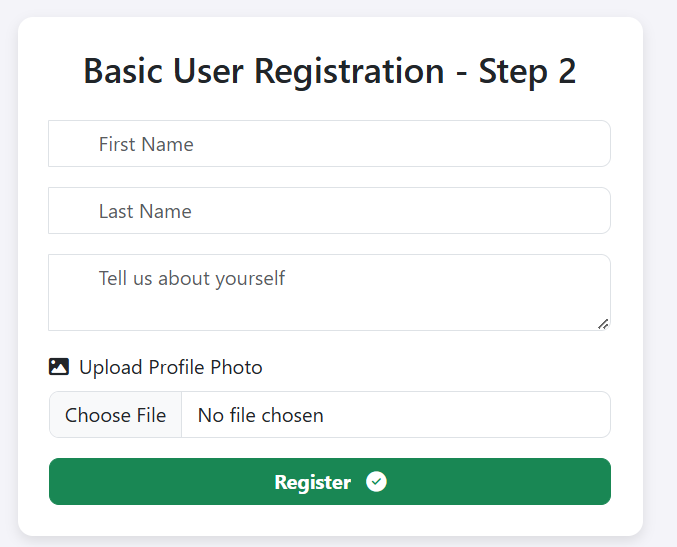 Basic User Registration - Step 2
First Name
Last Name
Tell us about yourself
Upload Profile Photo
Choose File No file chosen
Register